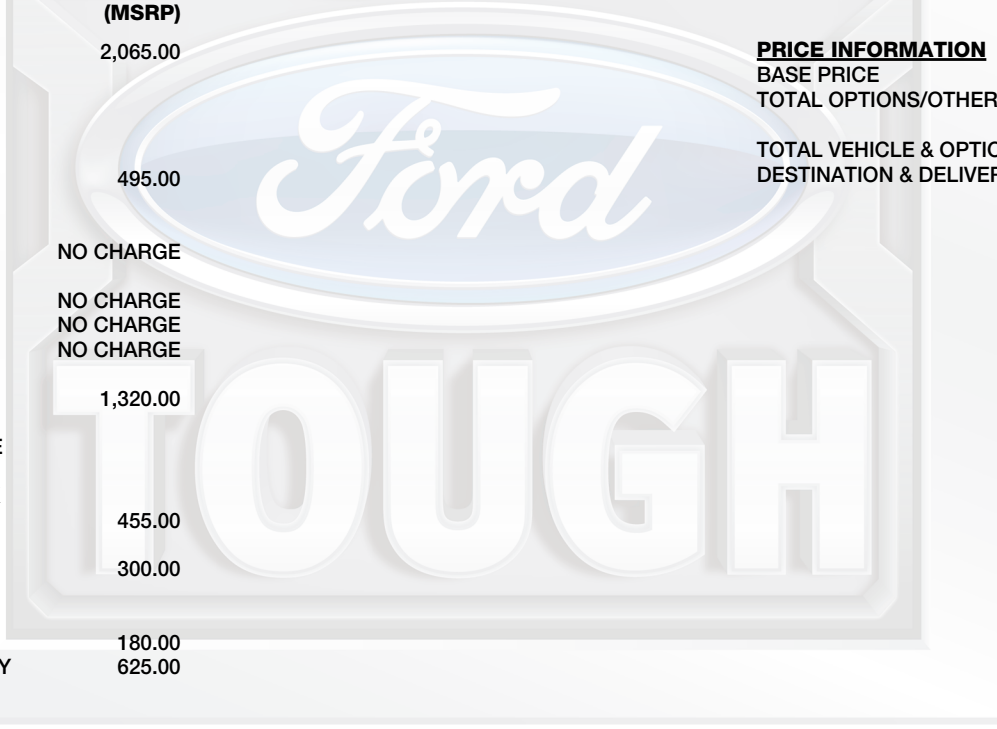 (MSRP)
2,065.00
495.00
NO CHARGE
NO CHARGE
NO CHARGE
NO CHARGE
1,320.00
E
455.00
300.00
180.00
Y 625.00
PRICE INFORMATION
BASE PRICE
TOTAL OPTIONS/OTHER
TOTAL VEHICLE & OPTIO
DESTINATION & DELIVER
Ford
TOUGH